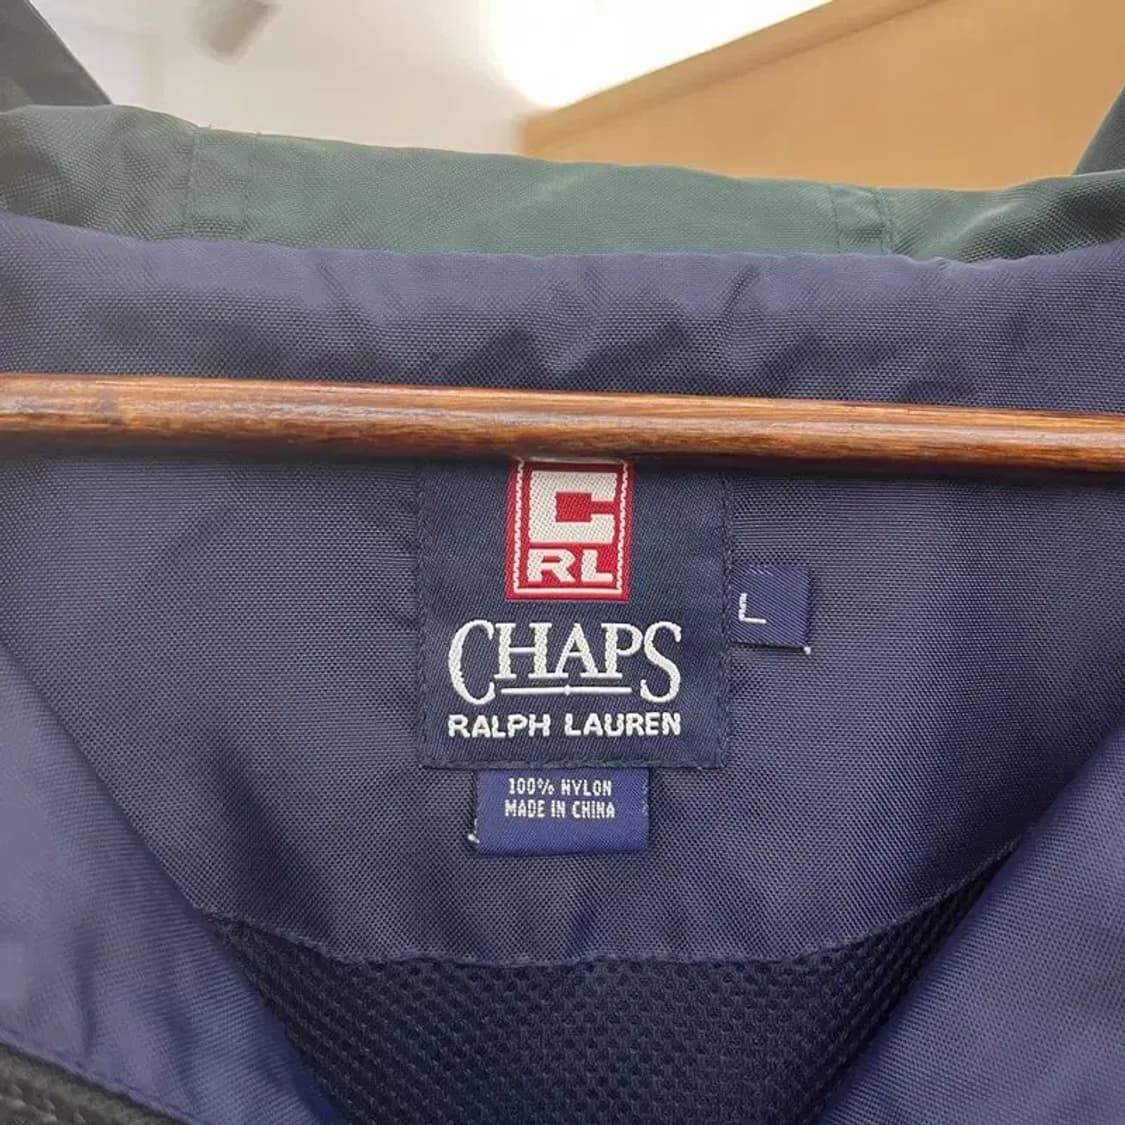 C
RL
CHAPS
RALPH LAUREN
L
100% NYLON
MADE IN CHINA